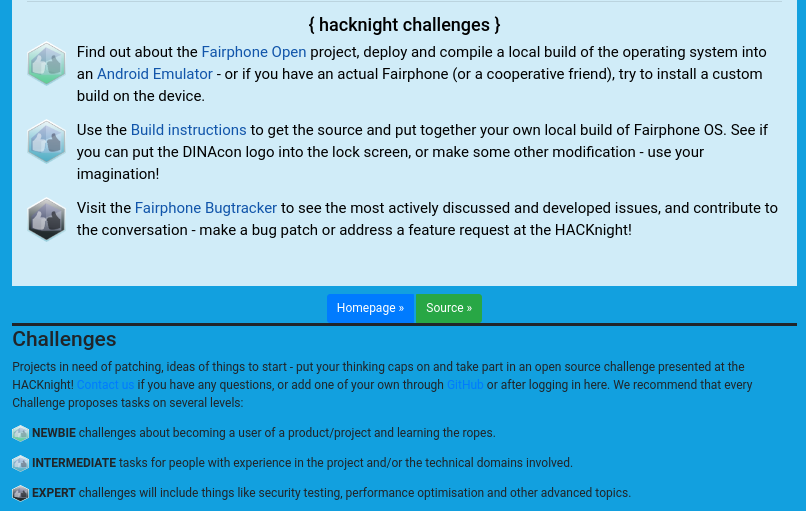 { hacknight challenges }
Find out about the Fairphone Open project, deploy and compile a local build of the operating system into
an Android Emulator - or if you have an actual Fairphone (or a cooperative friend), try to install a custom
build on the device.
Use the Build instructions to get the source and put together your own local build of Fairphone OS. See if
you can put the DINAcon logo into the lock screen, or make some other modification - use your
imagination!
Visit the Fairphone Bugtracker to see the most actively discussed and developed issues, and contribute to
the conversation - make a bug patch or address a feature request at the HACKnight!
Homepage » Source »
Challenges
Projects in need of patching, ideas of things to start - put your thinking caps on and take part in an open source challenge presented at the
HACKnight! Contact us if you have any questions, or add one of your own through GitHub or after logging in here. We recommend that every
Challenge proposes tasks on several levels:
NEWBIE challenges about becoming a user of a product/project and learning the ropes.
INTERMEDIATE tasks for people with experience in the project and/or the technical domains involved.
EXPERT challenges will include things like security testing, performance optimisation and other advanced topics.